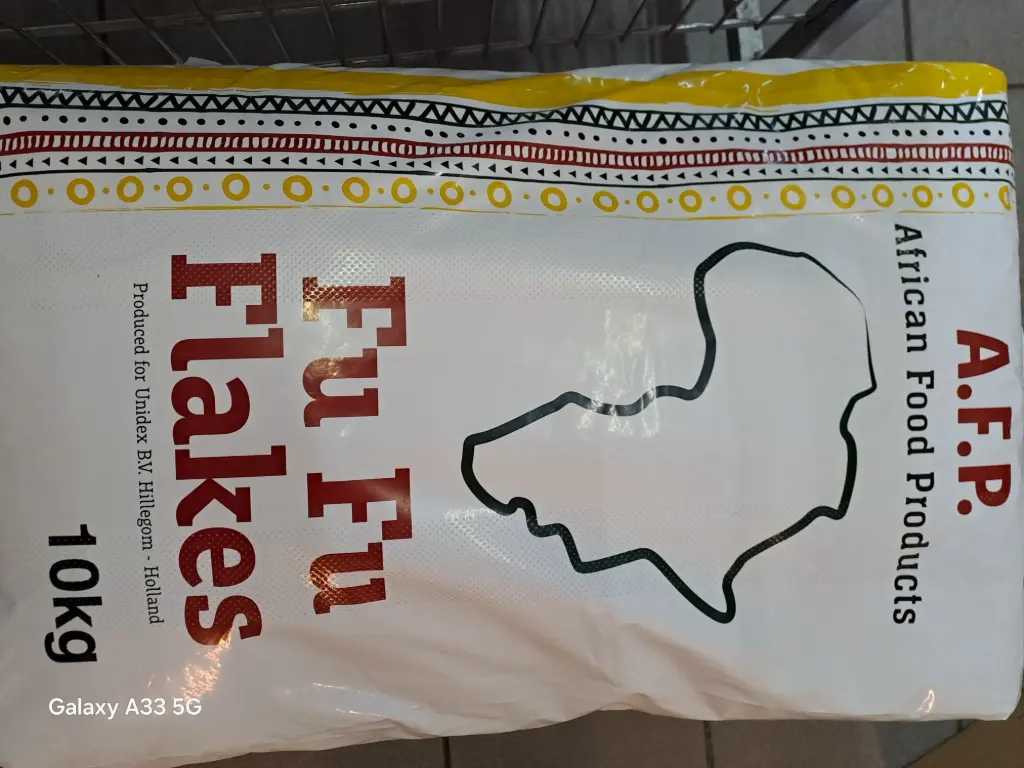 A.F.P.
African Food Products
Fu Fu
Flakes
Produced for Unidex B.V. Hillegom - Holland
10kg
Galaxy A33 5G